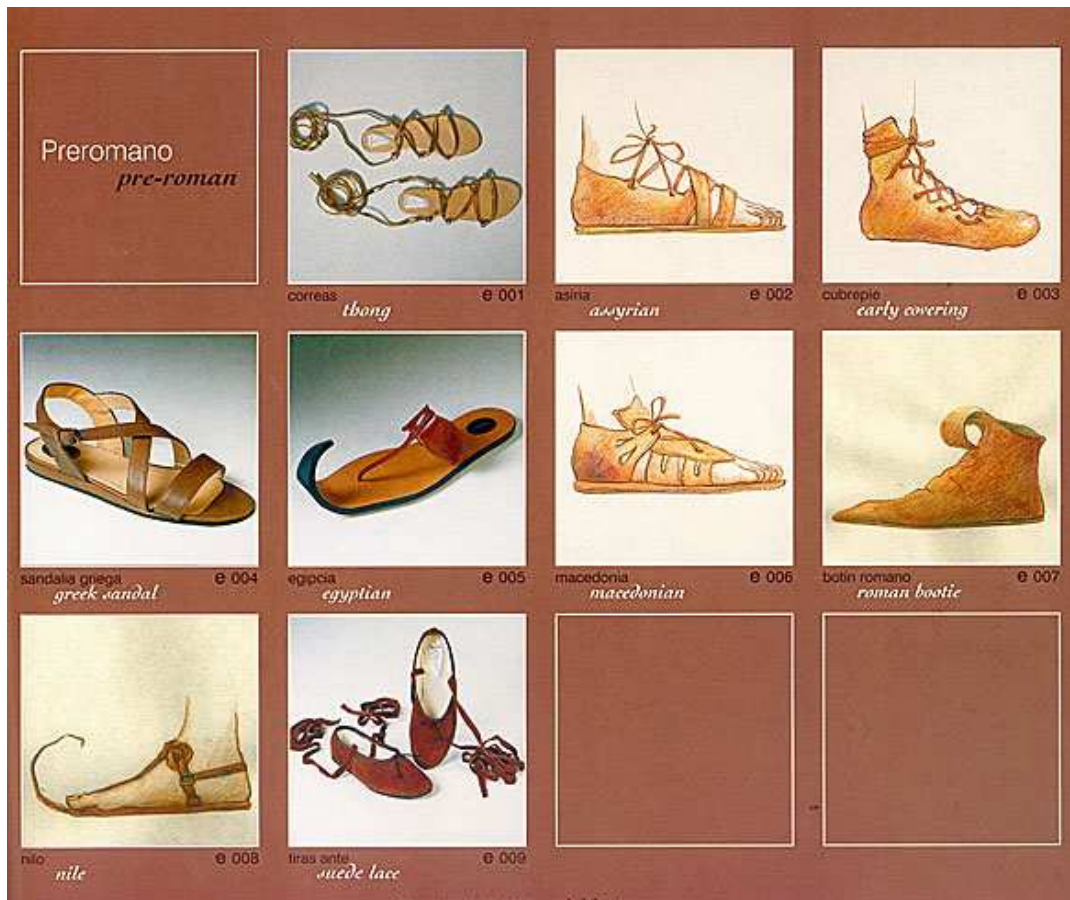 Preromano
pre-roman
correas e 001
thong
asiria e 002
assyrian
cubrepie e 003
early covering
sandalia griega e 004
greek sandal
egipcia e 005
egyptian
macedonia e 006
macedonian
botin romano e 007
roman bootie
nilo e 008
nile
tiras ante e 009
suede lace